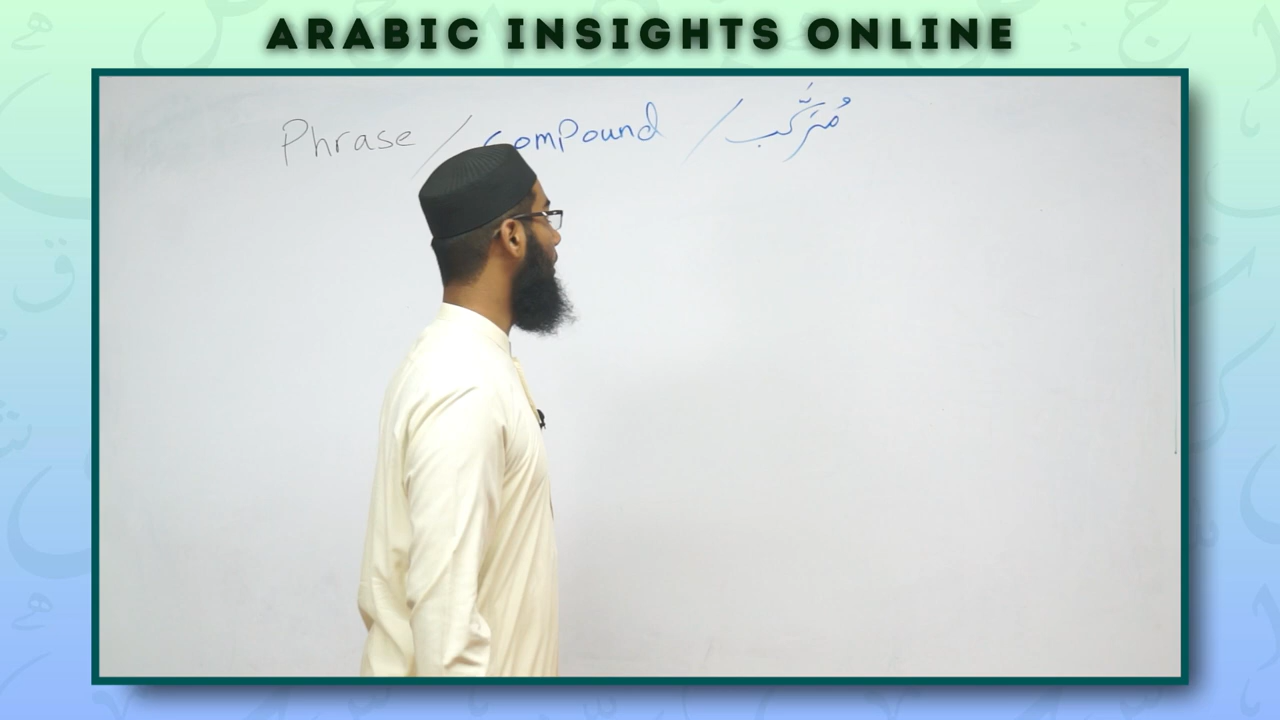 ARABIC INSIGHTS ONLINE
Phrase / comPound / مُرَكَّب